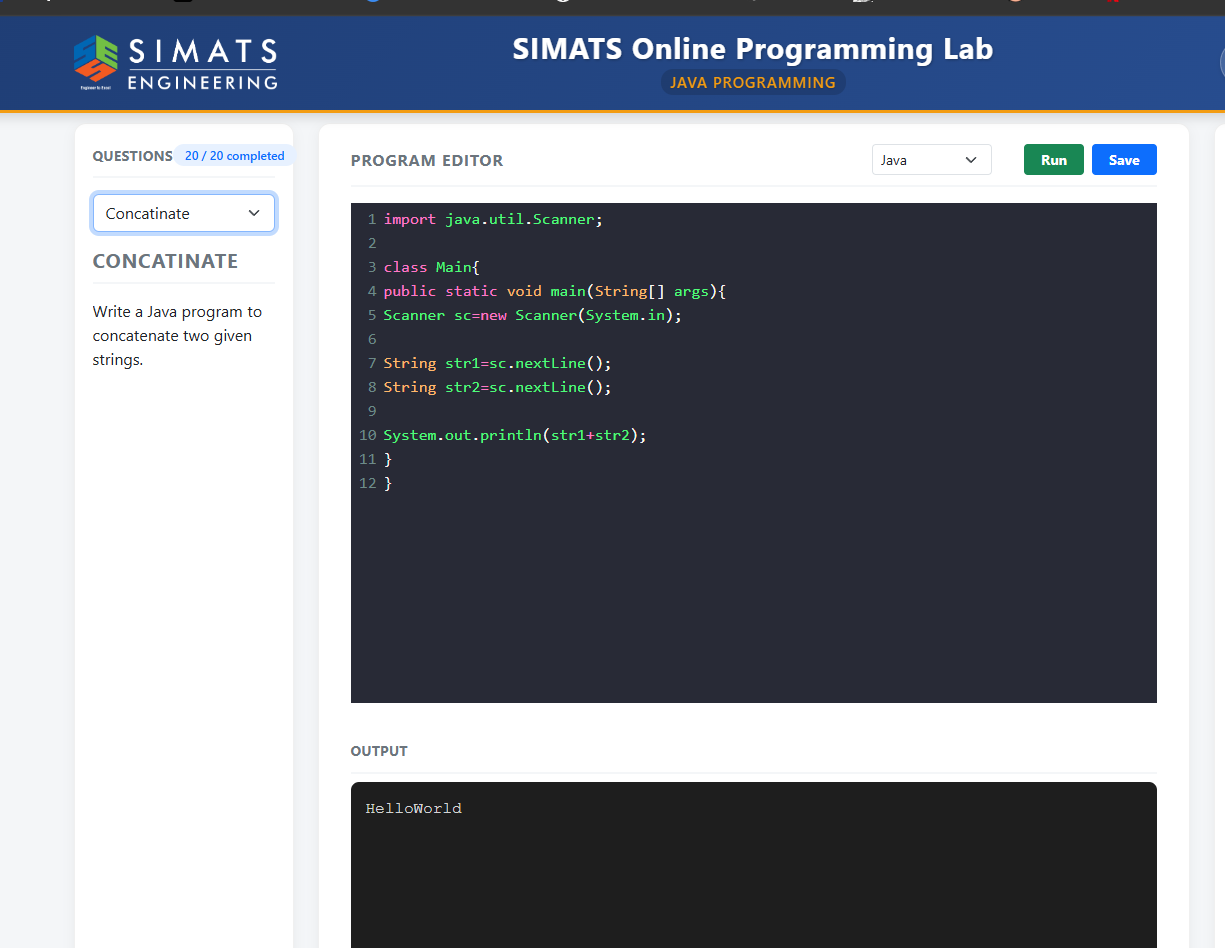 SIMATS
ENGINEERING
Engineer to Excel
SIMATS Online Programming Lab
JAVA PROGRAMMING
QUESTIONS 20 / 20 completed
Concatinate
CONCATINATE
Write a Java program to
concatenate two given
strings.
PROGRAM EDITOR
Java
Run
Save
1 import java.util.Scanner;
2
3 class Main{
4 public static void main(String[] args){
5 Scanner sc=new Scanner(System.in);
6
7 String str1=sc.nextLine();
8 String str2=sc.nextLine();
9
10 System.out.println(str1+str2);
11 }
12 }
OUTPUT
HelloWorld